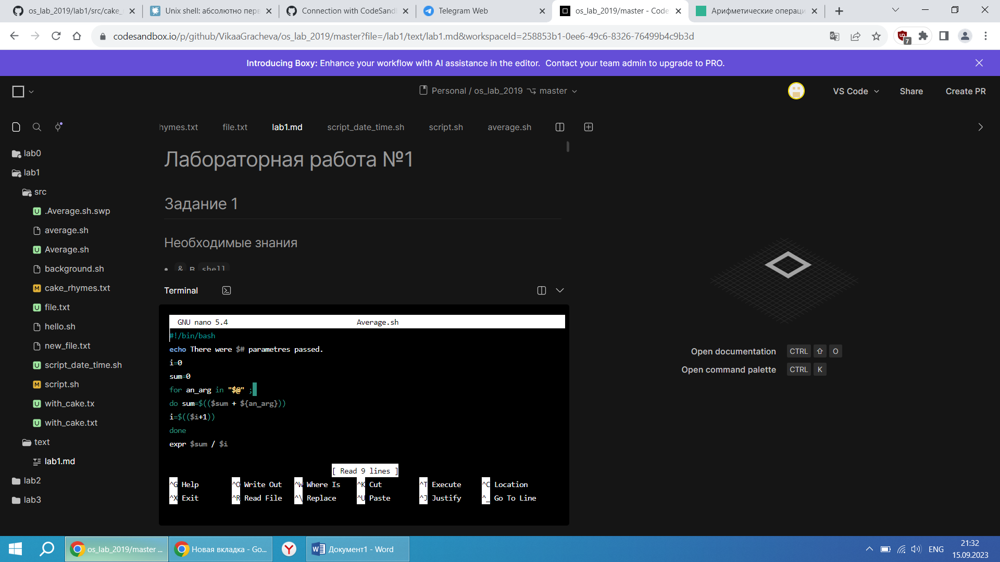 os_lab_2019/lab1/src/cake_
Unix shell: абсолютно перв
Connection with CodeSandl
Telegram Web
os_lab_2019/master - Code
Арифметические операци
codesandbox.io/p/github/VikaaGracheva/os_lab_2019/master?file=/lab1/text/lab1.md&workspaceId=258853b1-0ee6-49c6-8326-76499b4c9b3d
7
Introducing Boxy: Enhance your workflow with AI assistance in the editor. Contact your team admin to upgrade to PRO.
Personal / os_lab_2019 master
VS Code
Share
Create PR
hymes.txt
file.txt
lab1.md
script_date_time.sh
script.sh
average.sh
lab0
lab1
src
U .Average.sh.swp
average.sh
U Average.sh
background.sh
M cake_rhymes.txt
U file.txt
hello.sh
new_file.txt
U script_date_time.sh
M script.sh
U with_cake.tx
U with_cake.txt
text
lab1.md
lab2
lab3
Лабораторная работа №1
Задание 1
Необходимые знания
• & в shell
Terminal
GNU nano 5.4 Average.sh
#!/bin/bash
echo There were $# parametres passed.
i=0
sum=0
for an_arg in "$@" ;
do sum=$(($sum + ${an_arg}))
i=$(($i+1))
done
expr $sum / $i
[ Read 9 lines ]
^G Help ^O Write Out ^W Where Is ^K Cut ^T Execute ^C Location
^X Exit ^R Read File ^\ Replace ^U Paste ^J Justify ^_ Go To Line
Open documentation CTRL ⇧ O
Open command palette CTRL K
os_lab_2019/master ...
Новая вкладка - Go...
Документ1 - Word
ENG
21:32
15.09.2023